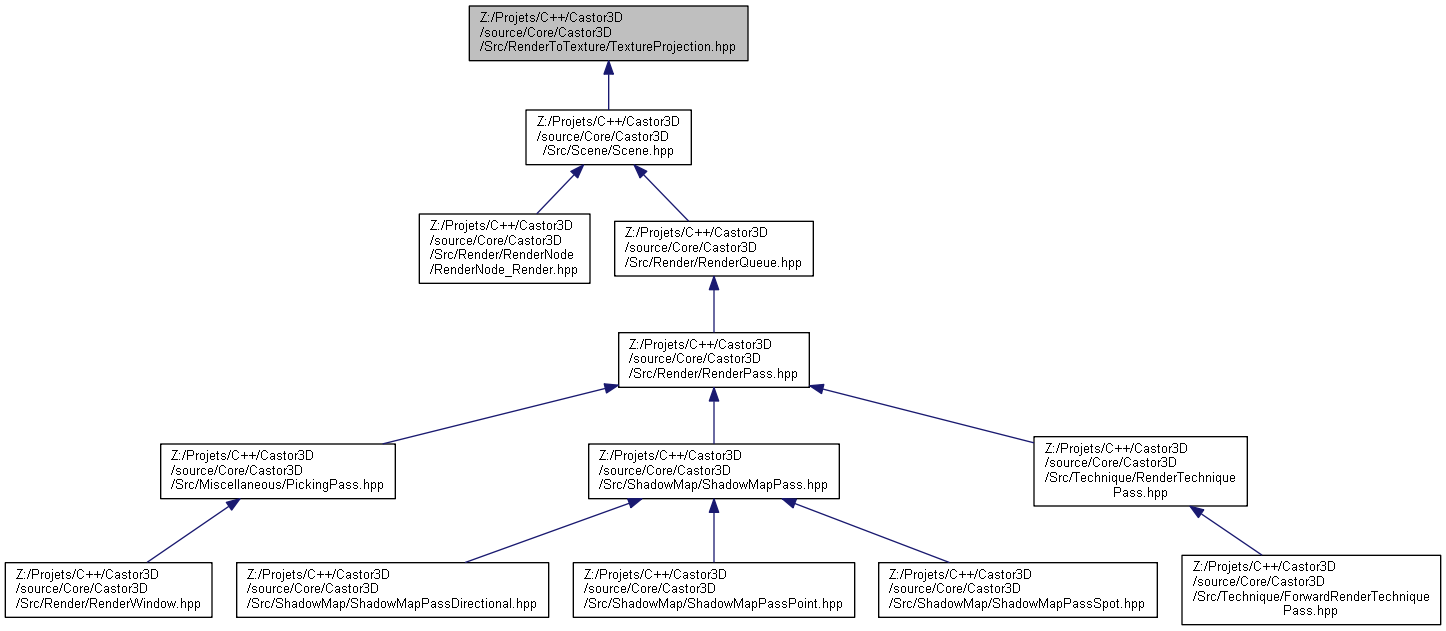 Z:/Projets/C++/Castor3D
/source/Core/Castor3D
/Src/RenderToTexture/TextureProjection.hpp
Z:/Projets/C++/Castor3D
/source/Core/Castor3D
/Src/Scene/Scene.hpp
Z:/Projets/C++/Castor3D
/source/Core/Castor3D
/Src/Render/RenderNode
/RenderNode_Render.hpp
Z:/Projets/C++/Castor3D
/source/Core/Castor3D
/Src/Render/RenderQueue.hpp
Z:/Projets/C++/Castor3D
/source/Core/Castor3D
/Src/Render/RenderPass.hpp
Z:/Projets/C++/Castor3D
/source/Core/Castor3D
/Src/Miscellaneous/PickingPass.hpp
Z:/Projets/C++/Castor3D
/source/Core/Castor3D
/Src/ShadowMap/ShadowMapPass.hpp
Z:/Projets/C++/Castor3D
/source/Core/Castor3D
/Src/Technique/RenderTechnique
Pass.hpp
Z:/Projets/C++/Castor3D
/source/Core/Castor3D
/Src/Render/RenderWindow.hpp
Z:/Projets/C++/Castor3D
/source/Core/Castor3D
/Src/ShadowMap/ShadowMapPassDirectional.hpp
Z:/Projets/C++/Castor3D
/source/Core/Castor3D
/Src/ShadowMap/ShadowMapPassPoint.hpp
Z:/Projets/C++/Castor3D
/source/Core/Castor3D
/Src/ShadowMap/ShadowMapPassSpot.hpp
Z:/Projets/C++/Castor3D
/source/Core/Castor3D
/Src/Technique/ForwardRenderTechnique
Pass.hpp